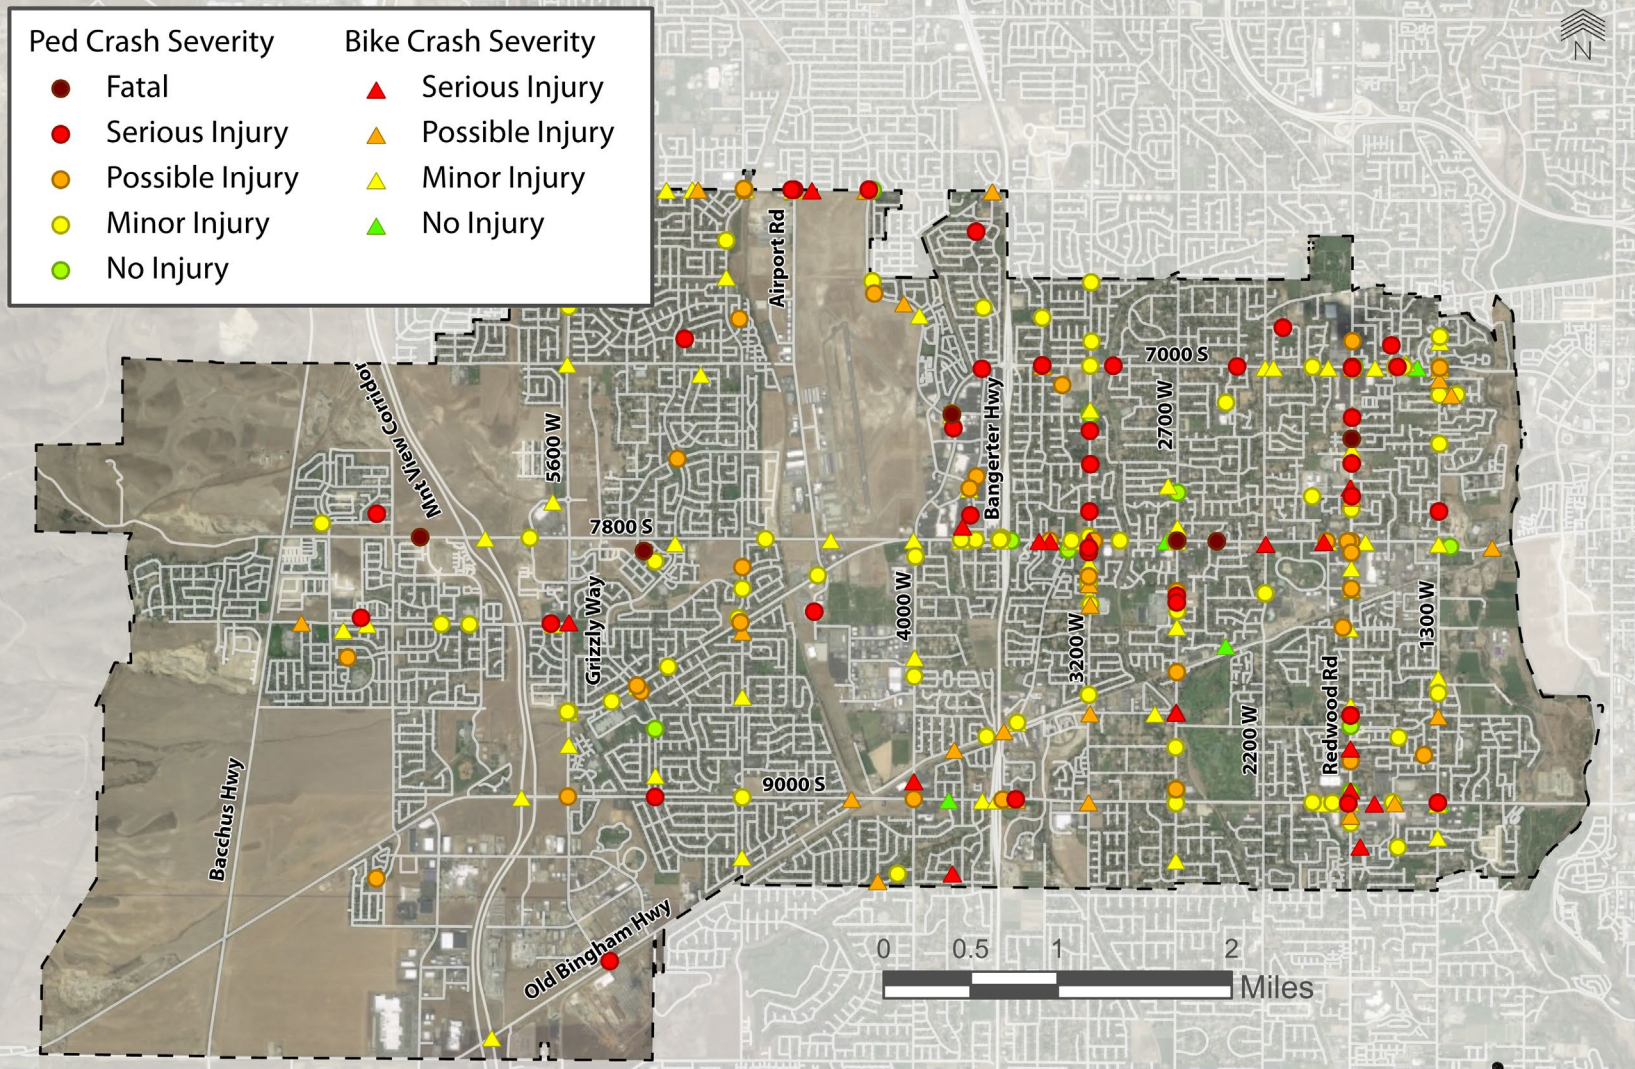 Ped Crash Severity
Fatal
Serious Injury
Possible Injury
Minor Injury
No Injury
Bike Crash Severity
Serious Injury
Possible Injury
Minor Injury
No Injury
N
Airport Rd
7000 S
Mnt View Corridor
5600 W
2700 W
Bangerter Hwy
7800 S
Grizzly Way
4000 W
3200 W
1300 W
Redwood Rd
2200 W
Bacchus Hwy
9000 S
Old Bingham Hwy
0 0.5 1 2
Miles